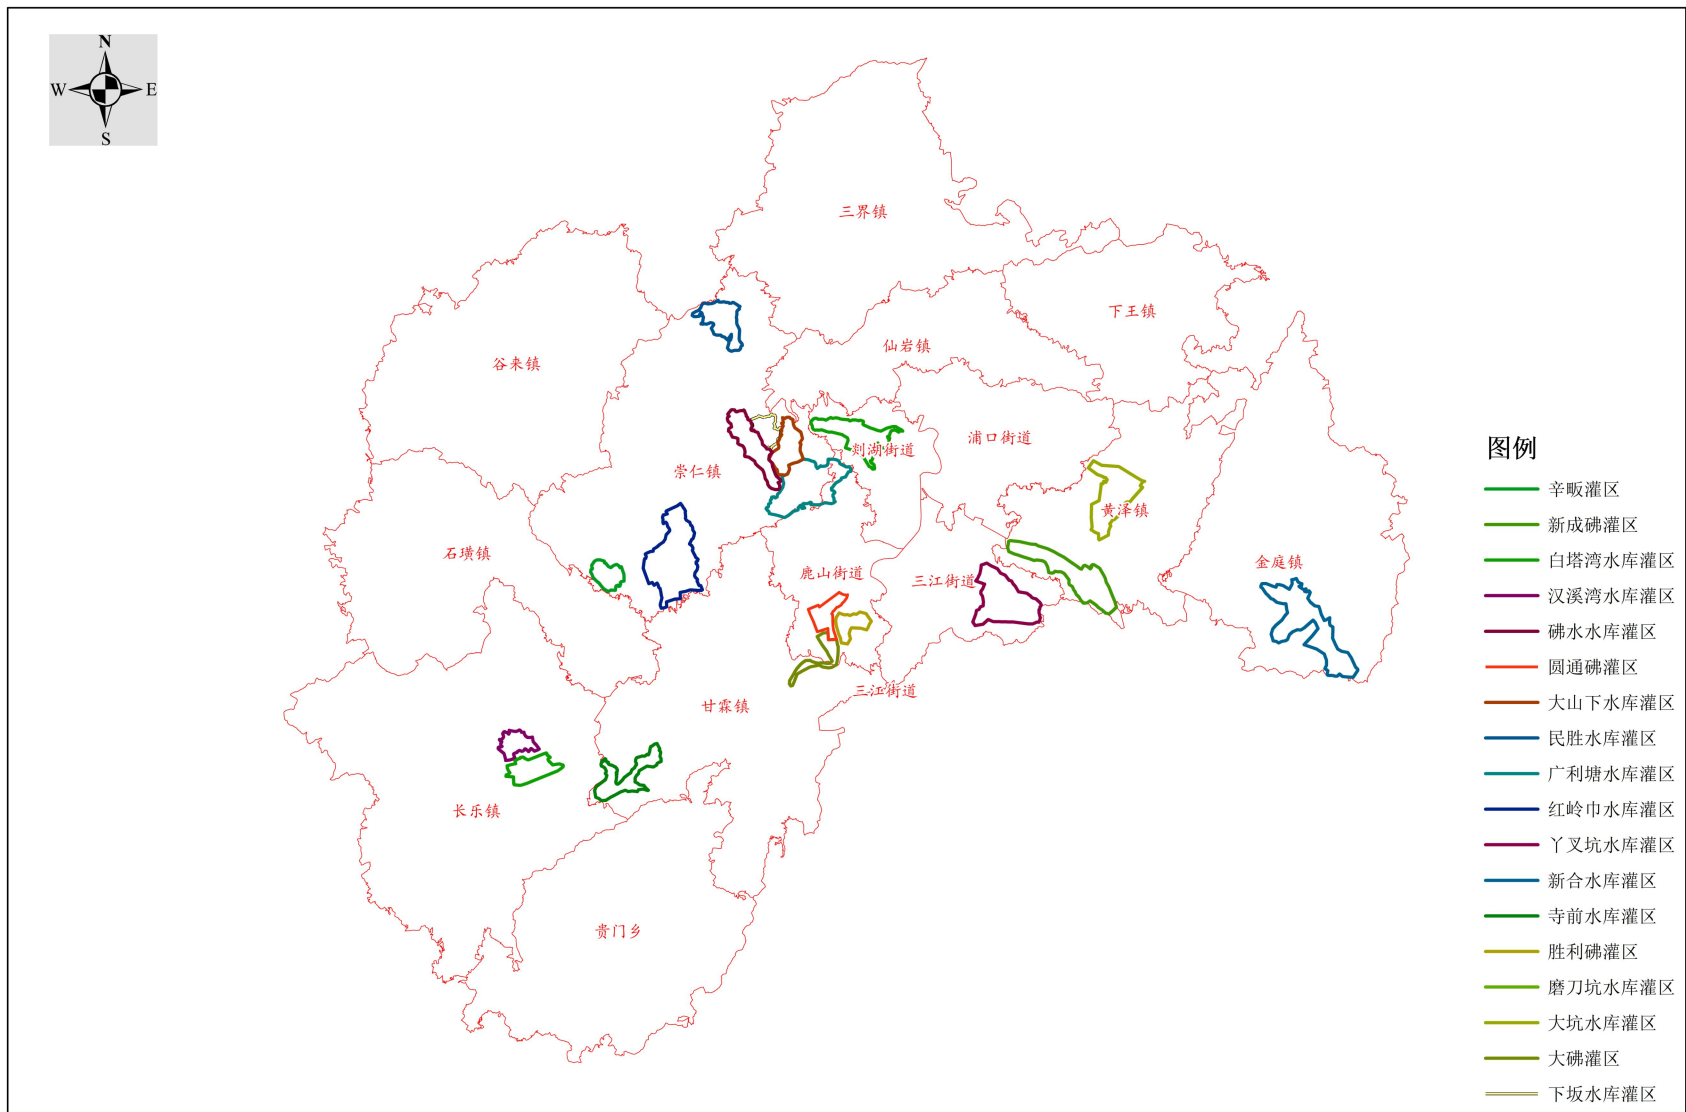 N
W
E
S
三界镇
下王镇
仙岩镇
谷来镇
浦口街道
剡湖街道
崇仁镇
黄泽镇
石璜镇
金庭镇
鹿山街道
三江街道
三江街道
甘霖镇
长乐镇
贵门乡
图例
辛畈灌区
新成砩灌区
白塔湾水库灌区
汉溪湾水库灌区
砩水水库灌区
圆通砩灌区
大山下水库灌区
民胜水库灌区
广利塘水库灌区
红岭巾水库灌区
丫叉坑水库灌区
新合水库灌区
寺前水库灌区
胜利砩灌区
磨刀坑水库灌区
大坑水库灌区
大砩灌区
下坂水库灌区